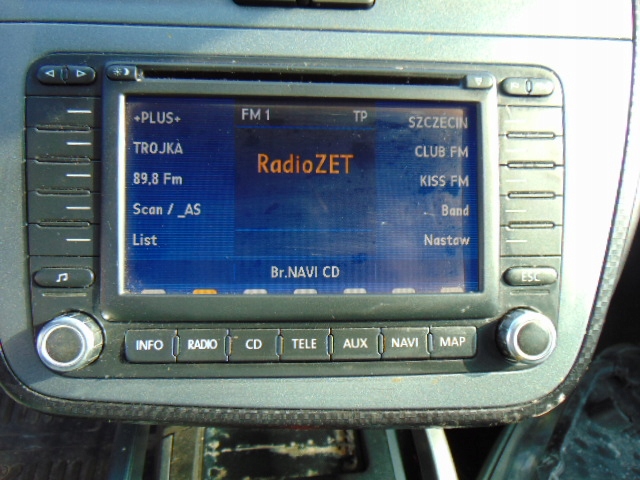 +PLUS+ FM 1 TP SZCZECIN
TROJKA CLUB FM
RadioZET
89,8 Fm KISS FM
Scan / _AS Band
List Nastaw
Br.NAVI CD
ESC
INFO RADIO CD TELE AUX NAVI MAP